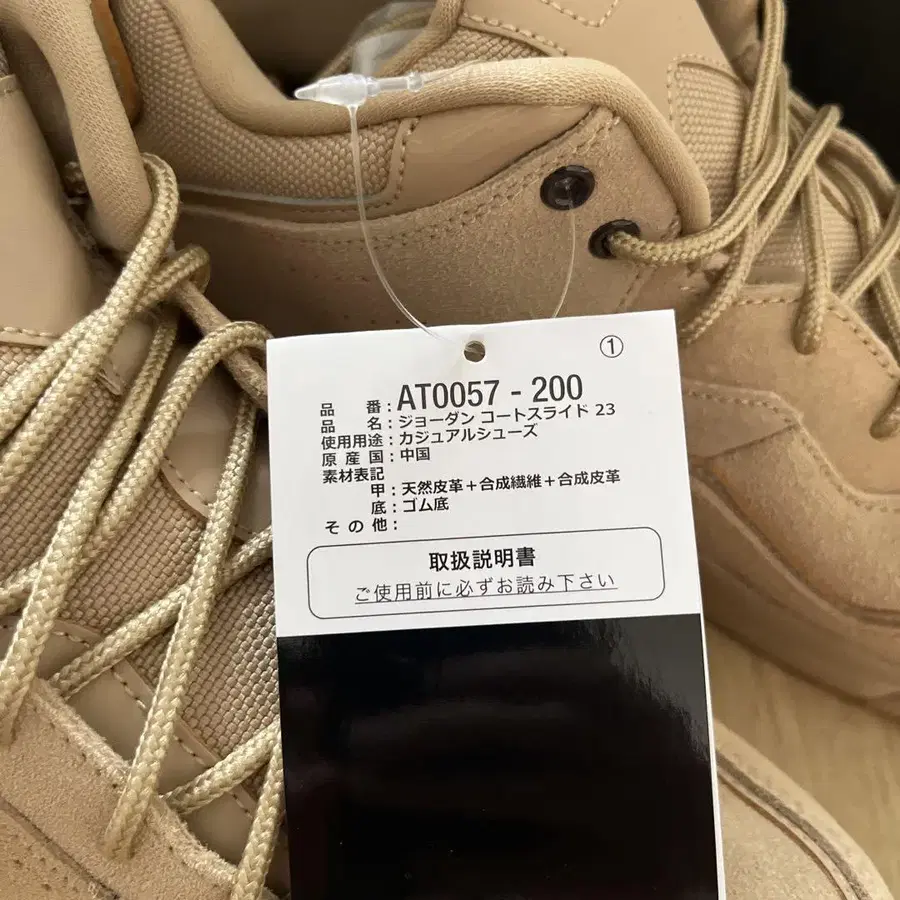 ①
品番:AT0057 - 200
品名:ジョーダン コートスライド 23
使用用途:カジュアルシューズ
原産国:中国
素材表記
甲:天然皮革+合成繊維+合成皮革
底:ゴム底
その他:
取扱説明書
ご使用前に必ずお読み下さい